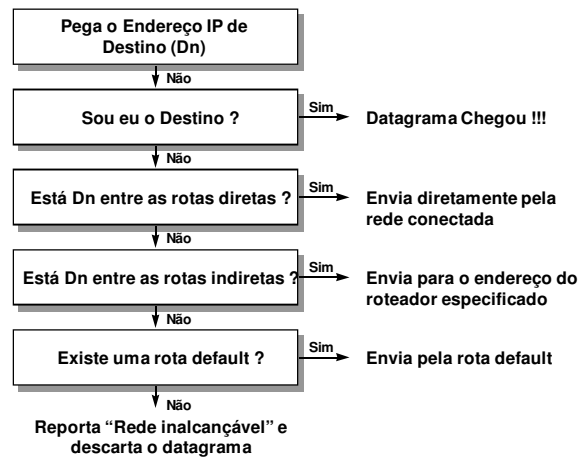 Pega o Endereço IP de
Destino (Dn)
Não
Sou eu o Destino ?
Sim
Datagrama Chegou !!!
Não
Está Dn entre as rotas diretas ?
Sim
Envia diretamente pela
rede conectada
Não
Está Dn entre as rotas indiretas ?
Sim
Envia para o endereço do
roteador especificado
Não
Existe uma rota default ?
Sim
Envia pela rota default
Não
Reporta “Rede inalcançável” e
descarta o datagrama